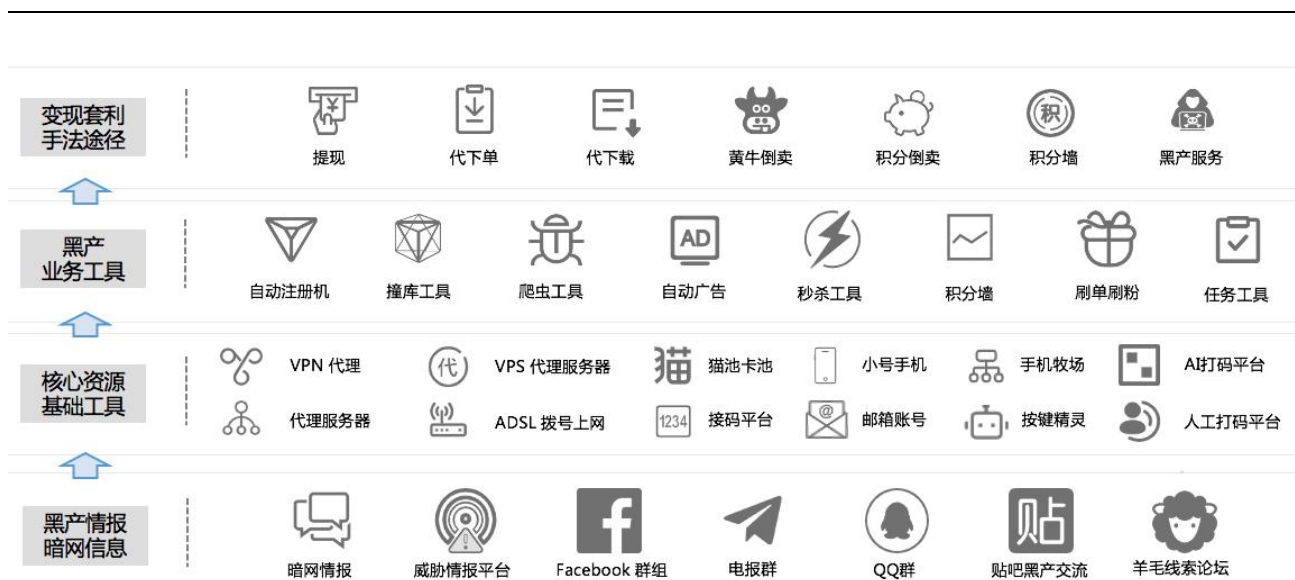 变现套利
手法途径
提现
代下单
代下载
黄牛倒卖
积分倒卖
积
积分墙
黑产服务
黑产
业务工具
自动注册机
撞库工具
爬虫工具
AD
自动广告
秒杀工具
积分墙
刷单刷粉
任务工具
核心资源
基础工具
VPN 代理
代
VPS 代理服务器
猫
猫池卡池
小号手机
手机牧场
AI打码平台
代理服务器
ADSL 拨号上网
1234
接码平台
@
邮箱账号
按键精灵
人工打码平台
黑产情报
暗网信息
暗网情报
威胁情报平台
f
Facebook 群组
电报群
QQ群
贴
贴吧黑产交流
羊毛线索论坛